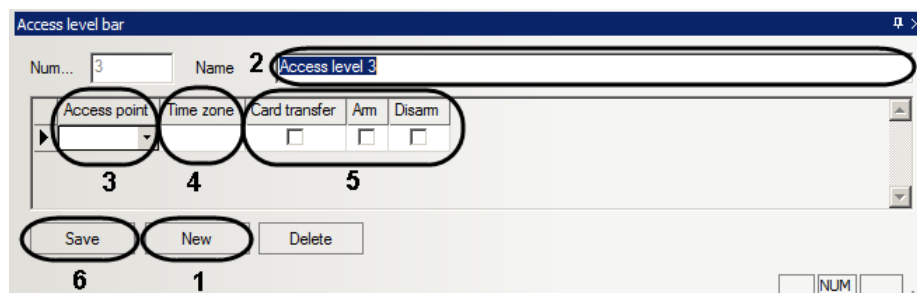 Access level bar
Num... 3 Name 2 Access level 3
Access point Time zone Card transfer Arm Disarm
3 4 5
Save New Delete
6 1
NUM